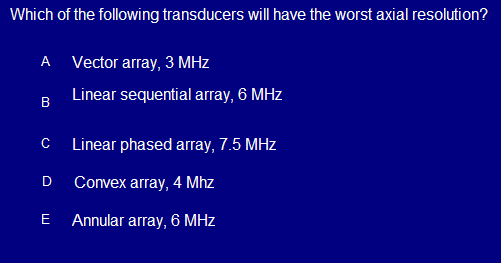 Which of the following transducers will have the worst axial resolution?
A Vector array, 3 MHz
B Linear sequential array, 6 MHz
C Linear phased array, 7.5 MHz
D Convex array, 4 Mhz
E Annular array, 6 MHz